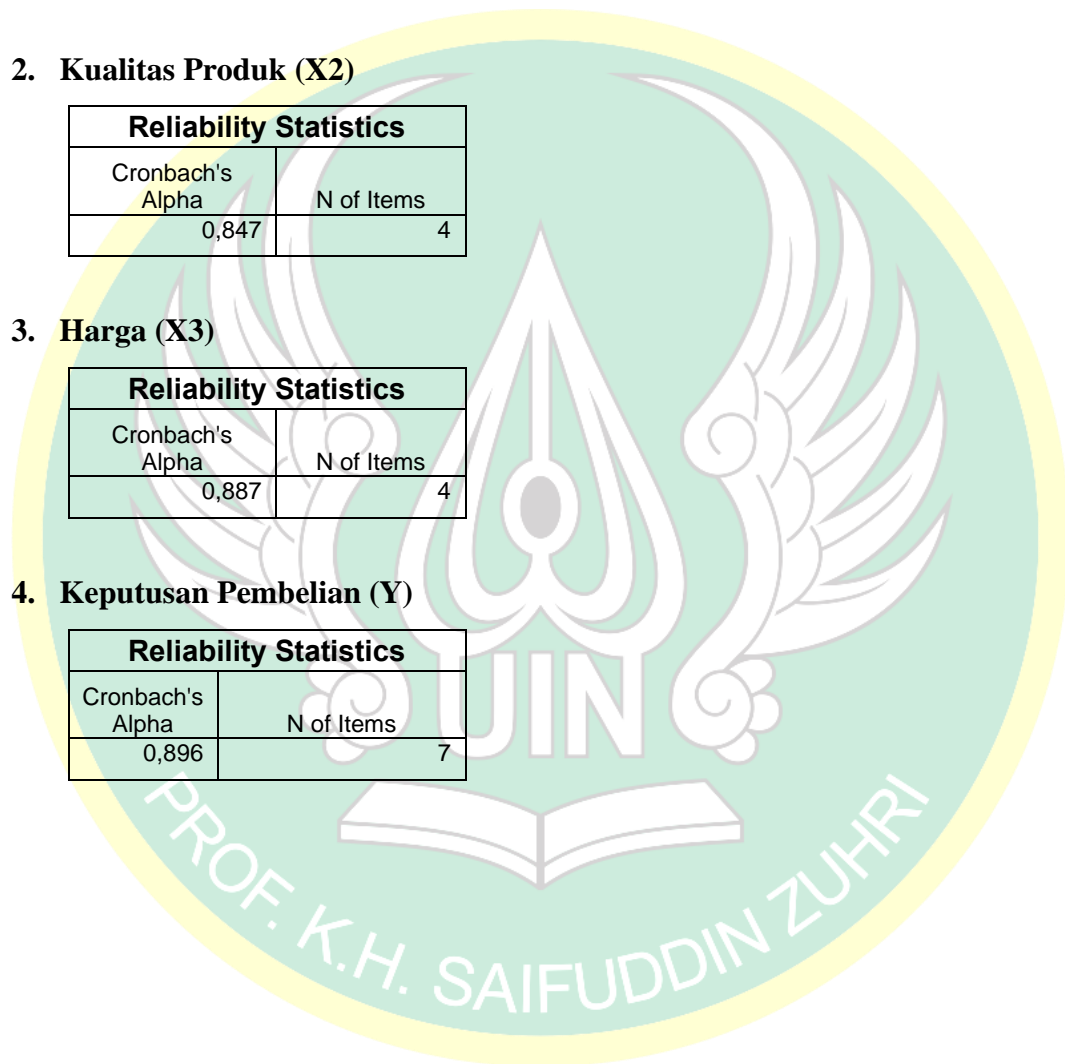 2. Kualitas Produk (X2)
Reliability Statistics
Cronbach's
Alpha N of Items
0,847 4
3. Harga (X3)
Reliability Statistics
Cronbach's
Alpha N of Items
0,887 4
4. Keputusan Pembelian (Y)
Reliability Statistics
Cronbach's
Alpha N of Items
0,896 7
UIN
PROF. K.H. SAIFUDDIN ZUHRI